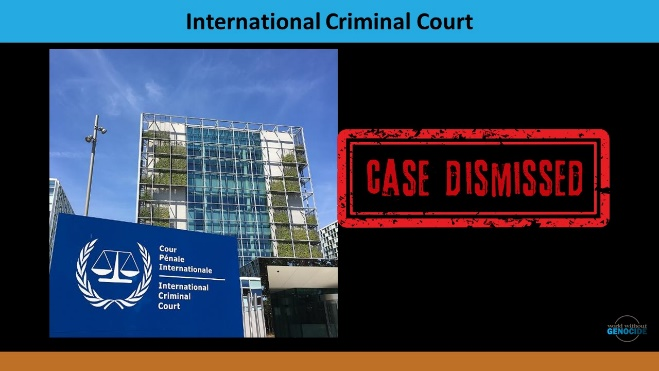 International Criminal Court
Cour
Pénale
Internationale
International
Criminal
Court
CASE DISMISSED
world without
GENOCIDE